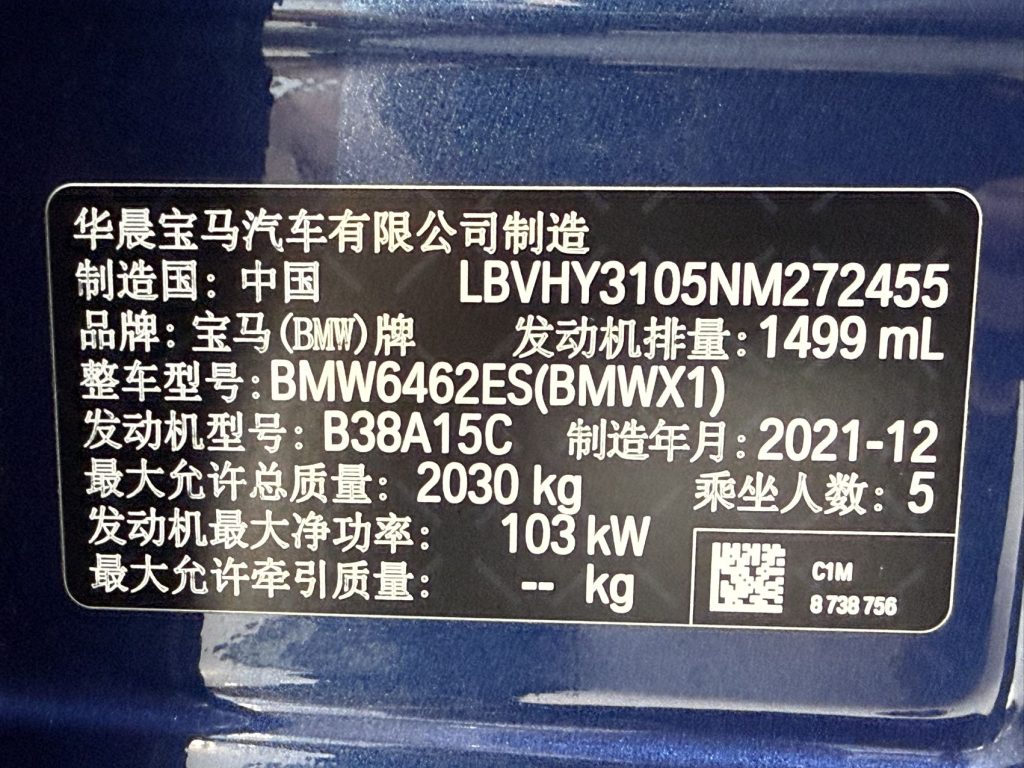 华晨宝马汽车有限公司制造
制造国：中国 LBVHY3105NM272455
品牌：宝马(BMW)牌 发动机排量：1499 mL
整车型号：BMW6462ES(BMWX1)
发动机型号：B38A15C 制造年月：2021-12
最大允许总质量：2030 kg 乘坐人数：5
发动机最大净功率：103 kW
最大允许牵引质量：-- kg
C1M
8 738 756